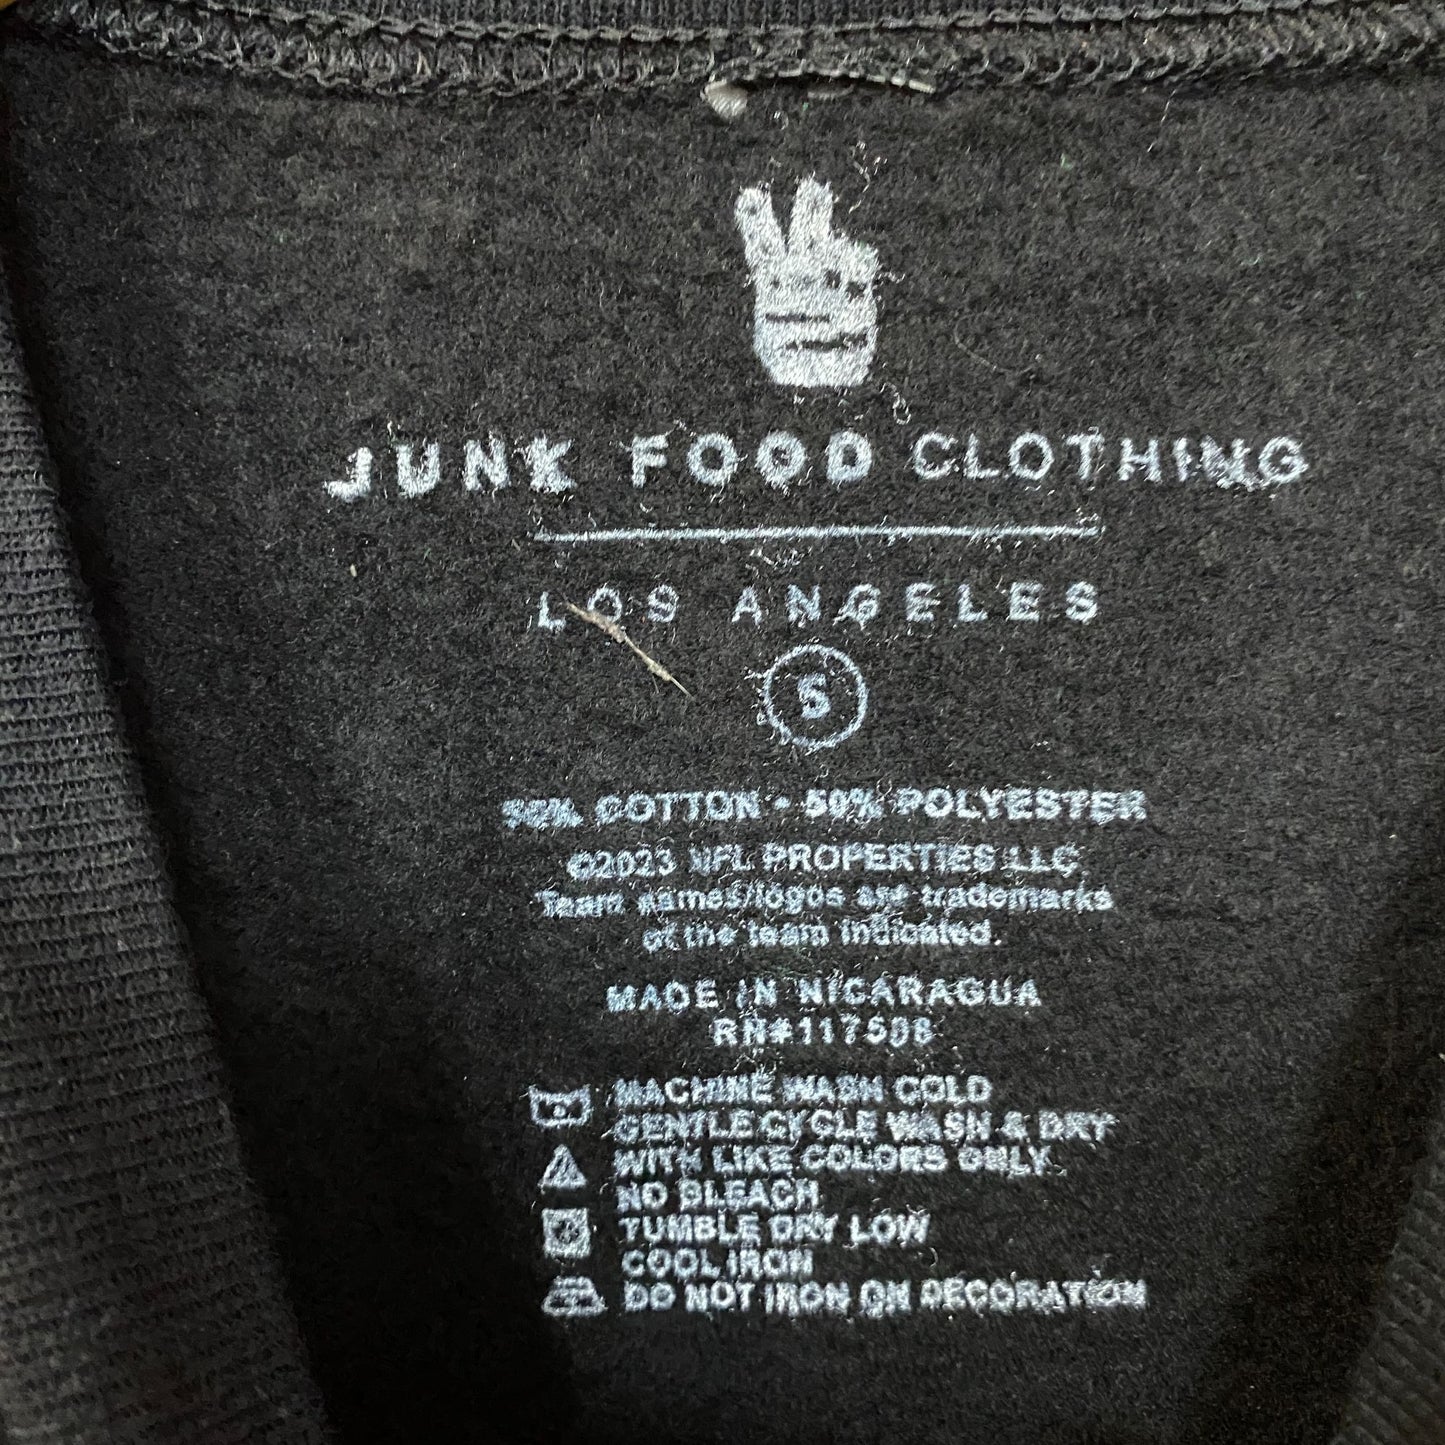 JUNK FOOD CLOTHING
LOS ANGELES
S
50% COTTON • 50% POLYESTER
©2023 NFL PROPERTIES LLC
Team names/logos are trademarks
of the team indicated.
MADE IN NICARAGUA
RN#117508
MACHINE WASH COLD
GENTLE CYCLE WASH & DRY
WITH LIKE COLORS ONLY
NO BLEACH
TUMBLE DRY LOW
COOL IRON
DO NOT IRON ON DECORATION